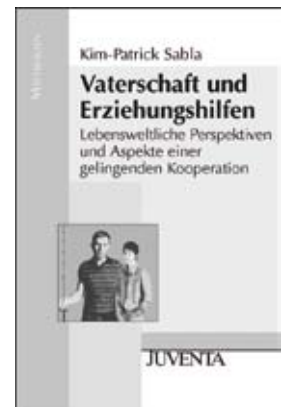 Kim-Patrick Sabla
Vaterschaft und
Erziehungshilfen
Lebensweltliche Perspektiven
und Aspekte einer
gelingenden Kooperation
JUVENTA